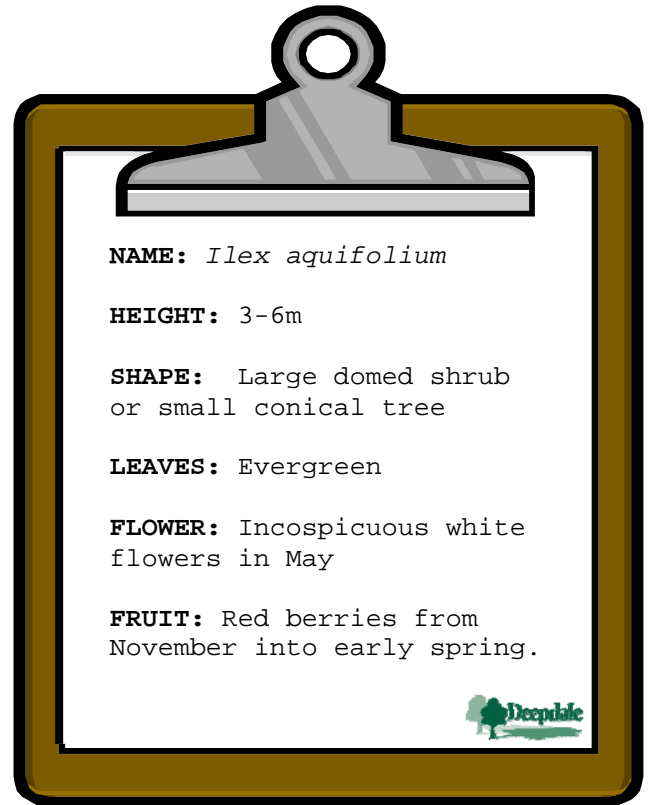 NAME: Ilex aquifolium
HEIGHT: 3-6m
SHAPE: Large domed shrub
or small conical tree
LEAVES: Evergreen
FLOWER: Incospicuous white
flowers in May
FRUIT: Red berries from
November into early spring.
Deepdale